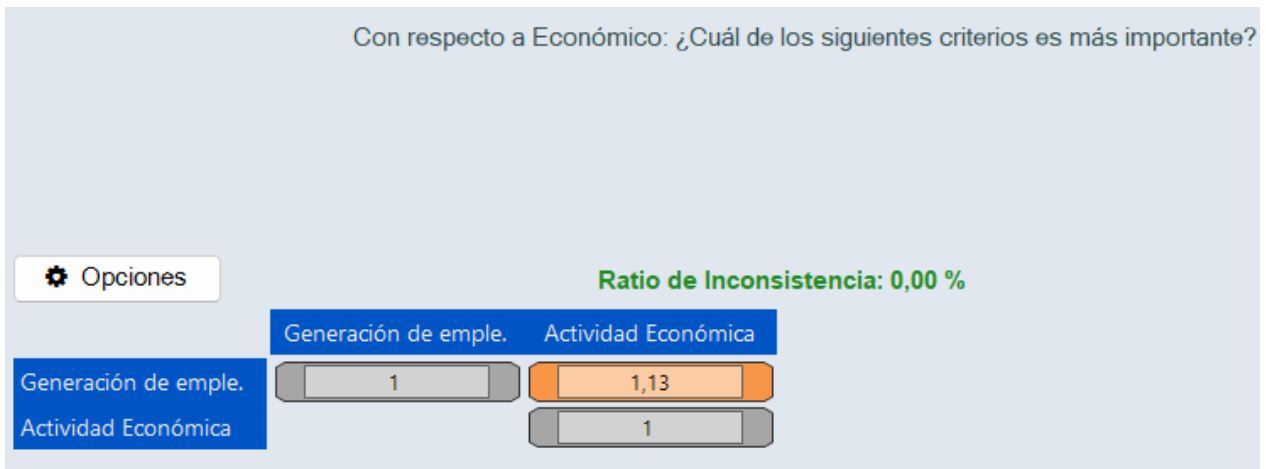 Con respecto a Económico: ¿Cuál de los siguientes criterios es más importante?
Opciones
Ratio de Inconsistencia: 0,00 %
Generación de emple. Actividad Económica
Generación de emple. 1 1,13
Actividad Económica 1